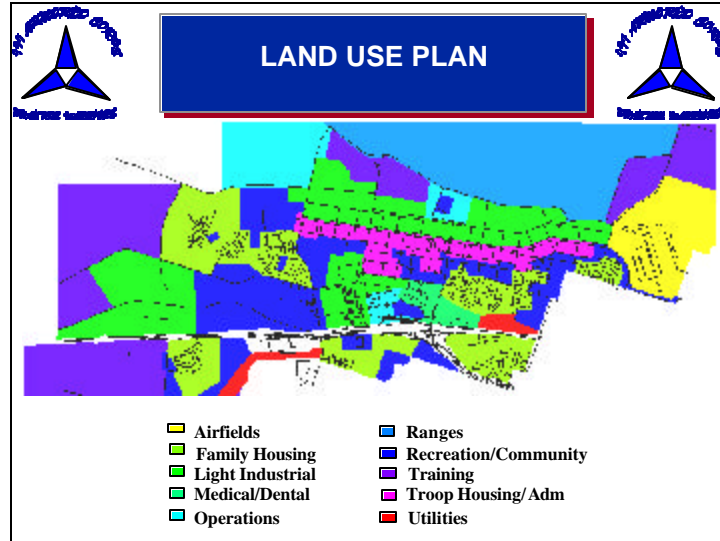 LAND USE PLAN
Airfields
Family Housing
Light Industrial
Medical/Dental
Operations
Ranges
Recreation/Community
Training
Troop Housing/ Adm
Utilities